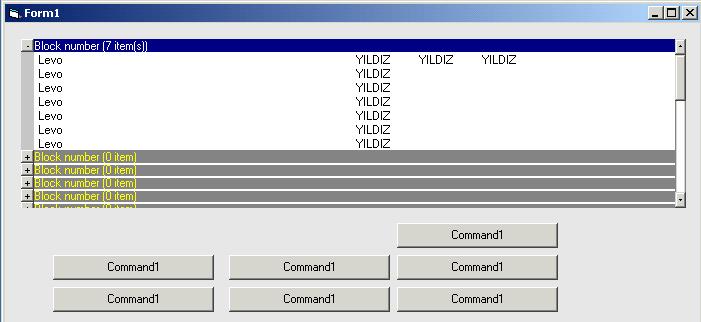 Form1
- Block number (7 item(s))
Levo YILDIZ YILDIZ YILDIZ
Levo YILDIZ
Levo YILDIZ
Levo YILDIZ
Levo YILDIZ
Levo YILDIZ
Levo YILDIZ
+ Block number (0 item)
+ Block number (0 item)
+ Block number (0 item)
+ Block number (0 item)
Command1
Command1 Command1 Command1
Command1 Command1 Command1